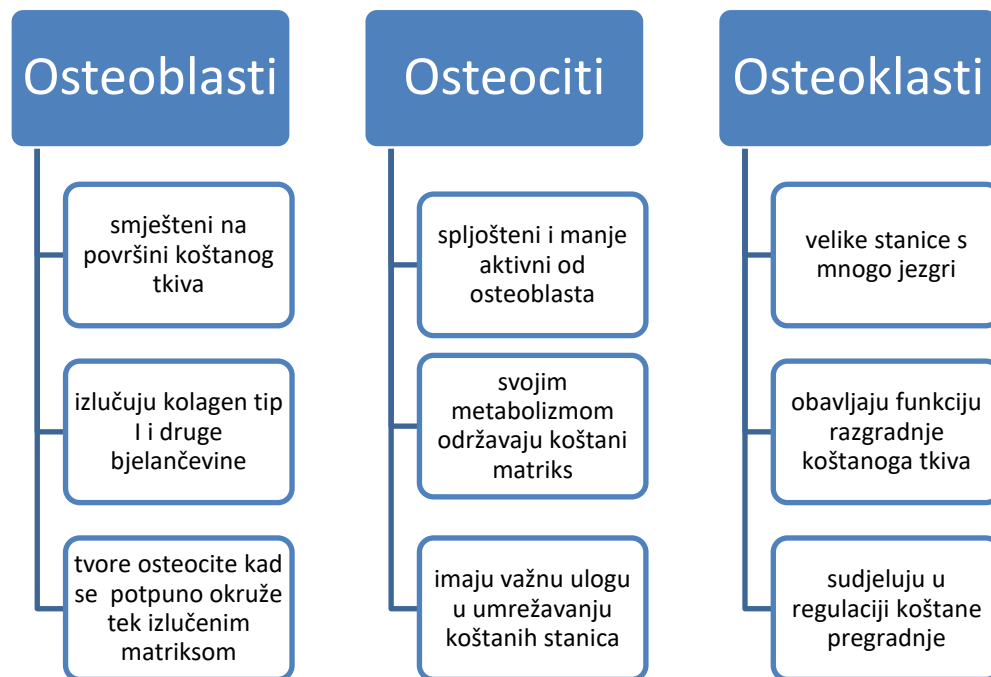 Osteoblasti
smješteni na
površini koštanog
tkiva
izlučuju kolagen tip
I i druge
bjelančevine
tvore osteocite kad
se potpuno okruže
tek izlučenim
matriksom
Osteociti
spljošteni i manje
aktivni od
osteoblasta
svojim
metabolizmom
održavaju koštani
matriks
imaju važnu ulogu
u umrežavanju
koštanih stanica
Osteoklasti
velike stanice s
mnogo jezgri
obavljaju funkciju
razgradnje
koštanoga tkiva
sudjeluju u
regulaciji koštane
pregradnje